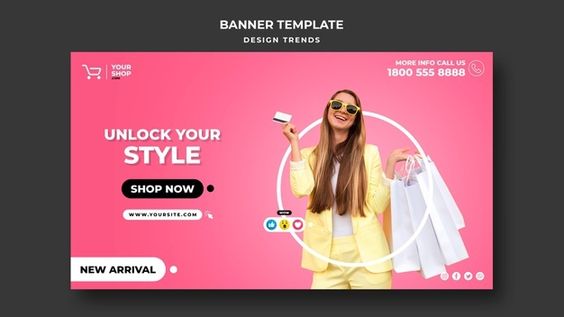 BANNER TEMPLATE
DESIGN TRENDS
YOUR
SHOP
.COM
MORE INFO CALL US
1800 555 8888
UNLOCK YOUR
STYLE
SHOP NOW
WWW.YOURSITE.COM
NEW ARRIVAL